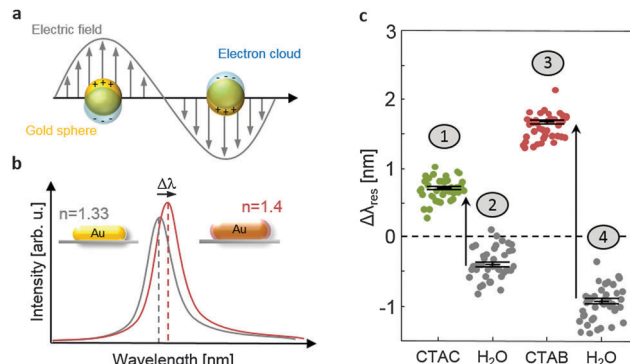 a
Electric field
Electron cloud
+ + +
- - -
- - -
+ + +
Gold sphere
b
Δλ
n=1.33
n=1.4
Au
Au
Intensity [arb. u.]
Wavelength [nm]
c
3
2
1
0
-1
Δλres [nm]
1
2
3
4
CTAC
H₂O
CTAB
H₂O